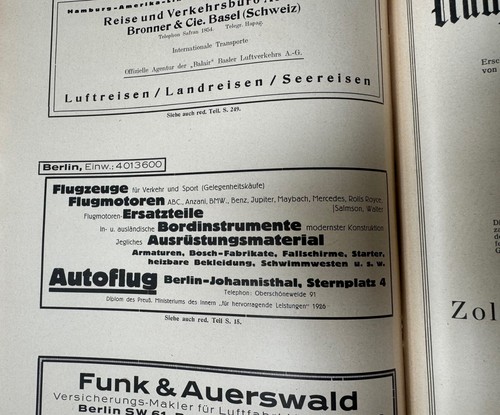 Reise und Verkehrsbüro
Bronner & Cie. Basel (Schweiz)
Telephon Safran 1854. Telegr. Hapag.
Internationale Transporte
Offizielle Agentur der „Balair" Basler Luftverkehrs A.-G.
Luftreisen / Landreisen / Seereisen
Siehe auch red. Teil S. 249.
Berlin, Einw.: 4013600
Flugzeuge für Verkehr und Sport (Gelegenheitskäufe)
Flugmotoren ABC., Anzani, BMW., Benz, Jupiter, Maybach, Mercedes, Rolls Royce,
[Salmson, Walter
Flugmotoren-Ersatzteile
In- u. ausländische Bordinstrumente modernster Konstruktion
Jegliches Ausrüstungsmaterial
Armaturen, Bosch-Fabrikate, Fallschirme, Starter,
heizbare Bekleidung, Schwimmwesten u. s. w.
Autoflug Berlin-Johannisthal, Sternplatz 4
Telephon: Oberschöneweide 91
Diplom des Preuß. Ministeriums des Innern „für hervorragende Leistungen" 1926
Siehe auch red. Teil S. 15.
Funk & Auerswald
Versicherungs-Makler für Luftfahrt
Berlin SW 61,
Ersc
von
Zol